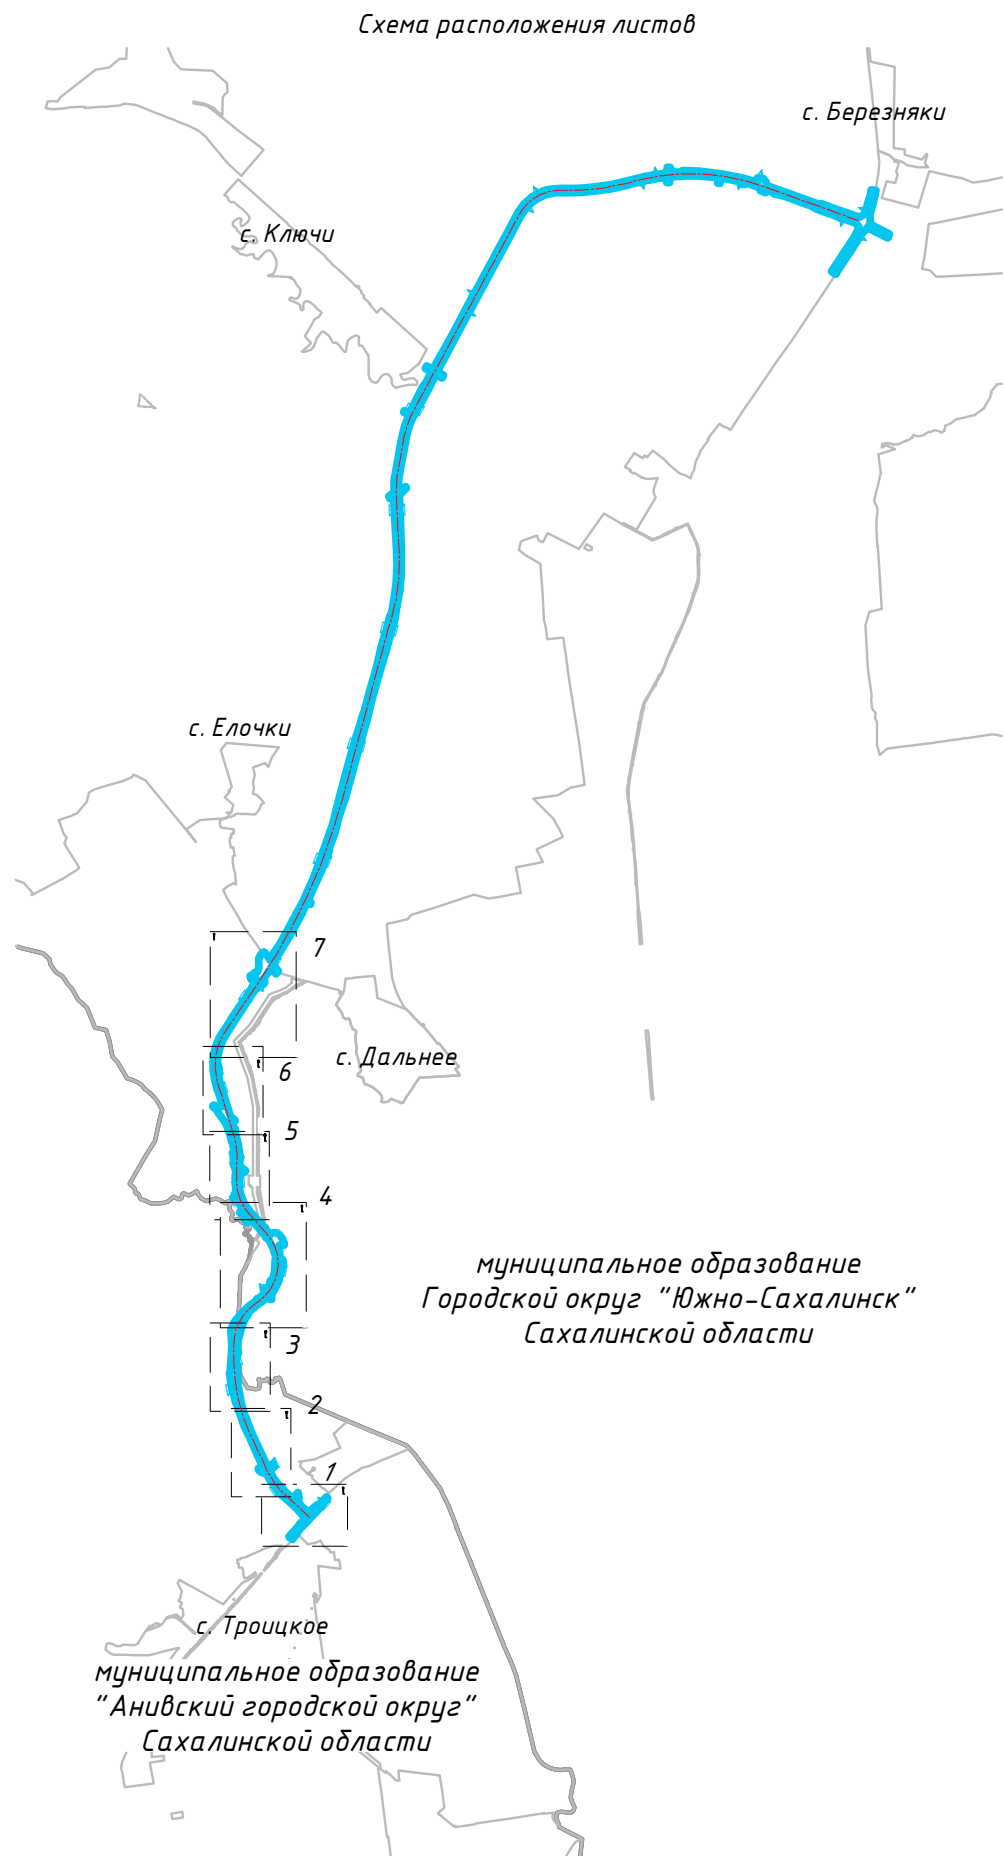 Схема расположения листов
с. Березняки
с. Ключи
с. Елочки
7
с. Дальнее
6
5
4
муниципальное образование
Городской округ "Южно-Сахалинск"
Сахалинской области
3
2
1
с. Троицкое
муниципальное образование
"Анивский городской округ"
Сахалинской области